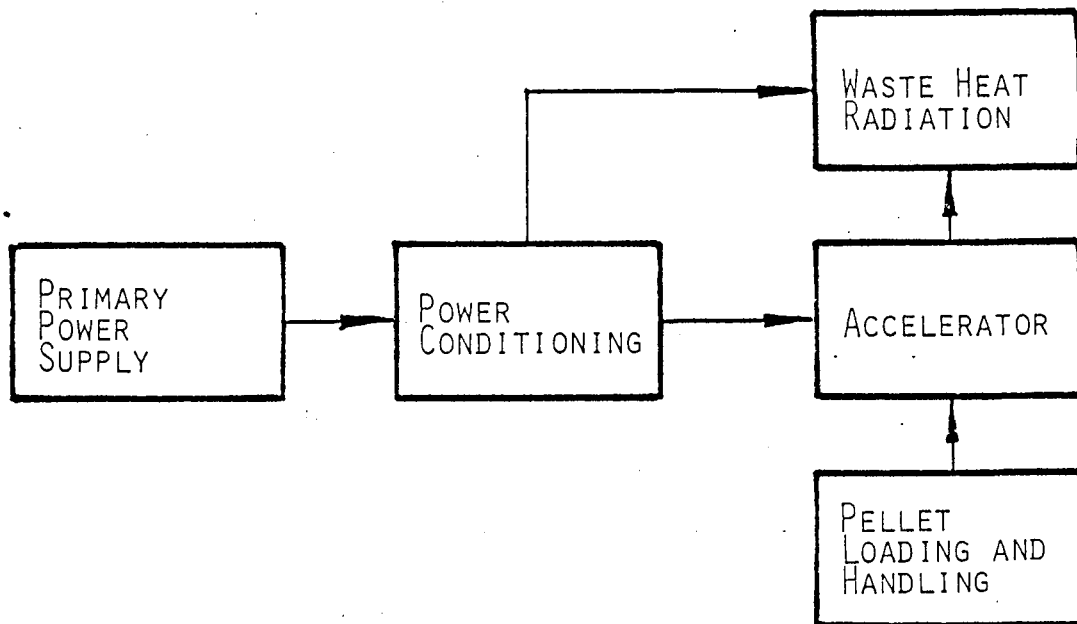 WASTE HEAT
RADIATION
PRIMARY
POWER
SUPPLY
POWER
CONDITIONING
ACCELERATOR
PELLET
LOADING AND
HANDLING